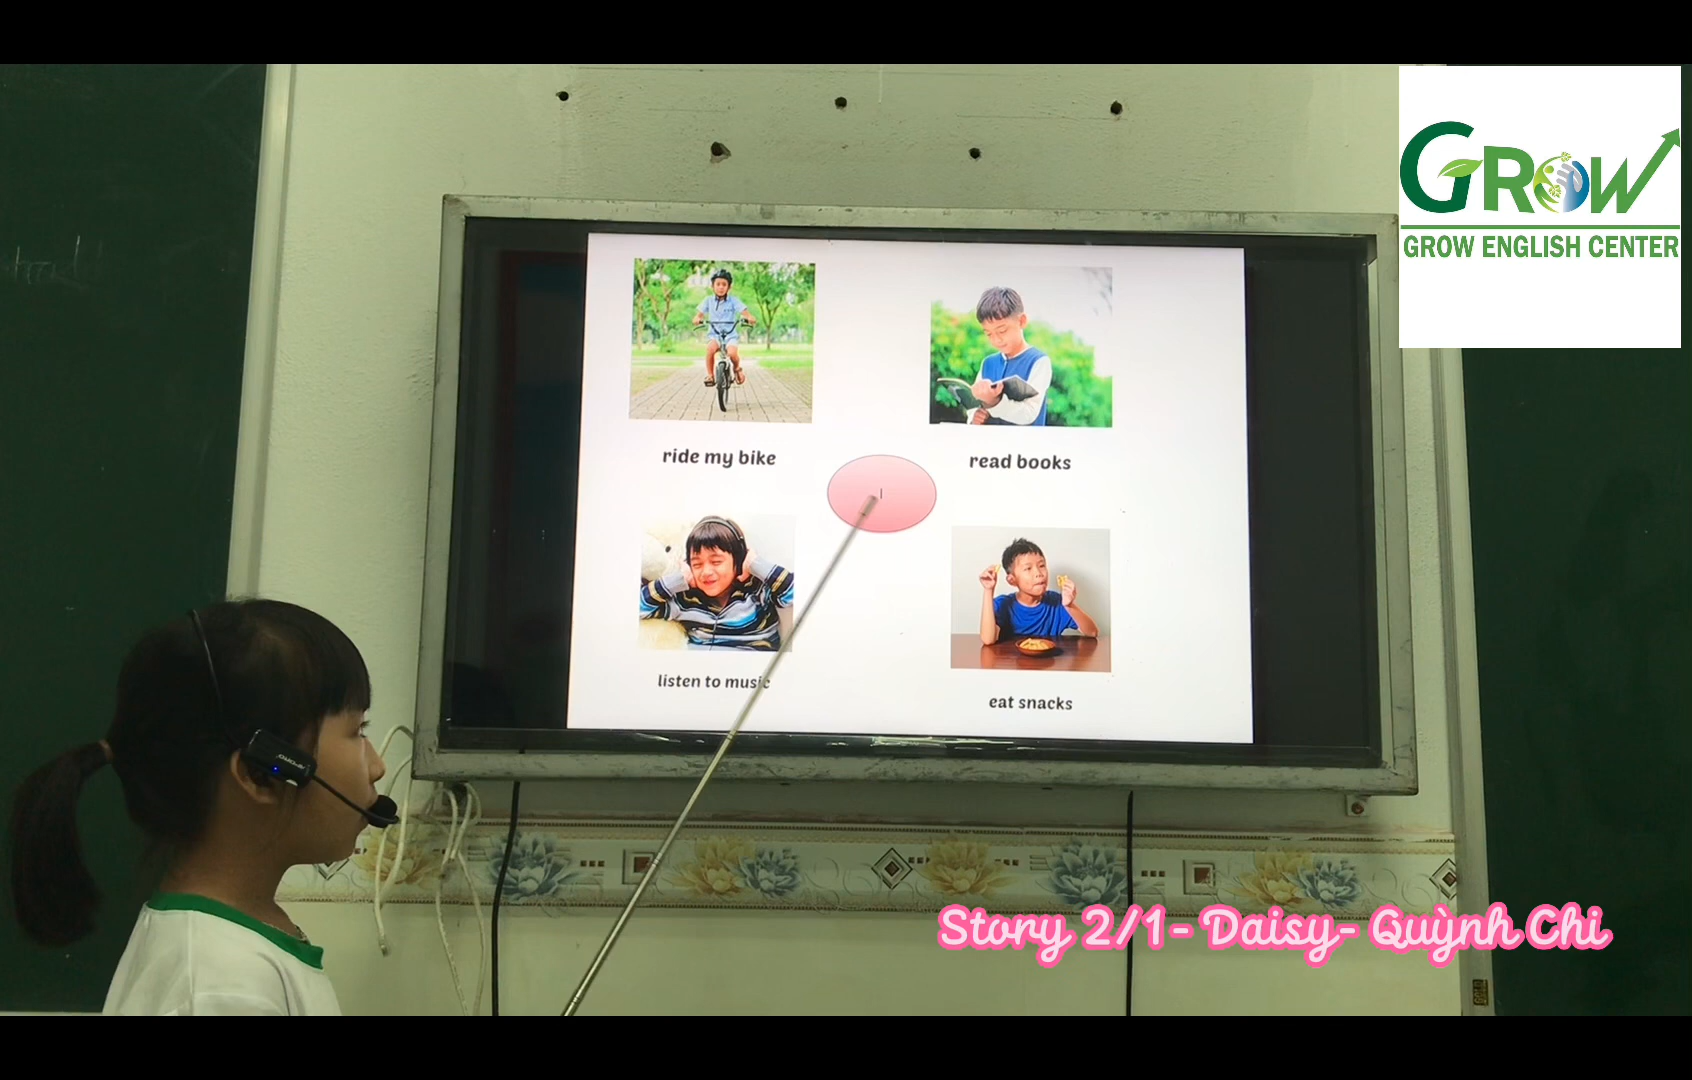 GROW
GROW ENGLISH CENTER
ride my bike
read books
I
listen to music
eat snacks
Story 2/1- Daisy- Quỳnh Chi